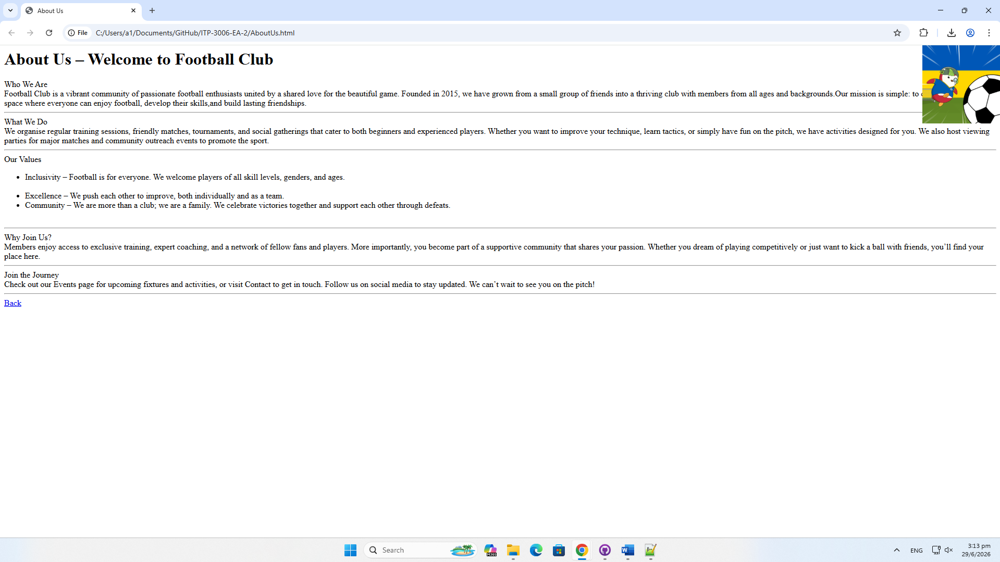 About Us
File
C:/Users/a1/Documents/GitHub/ITP-3006-EA-2/AboutUs.html
About Us – Welcome to Football Club
Who We Are
Football Club is a vibrant community of passionate football enthusiasts united by a shared love for the beautiful game. Founded in 2015, we have grown from a small group of friends into a thriving club with members from all ages and backgrounds.Our mission is simple: to
space where everyone can enjoy football, develop their skills,and build lasting friendships.
What We Do
We organise regular training sessions, friendly matches, tournaments, and social gatherings that cater to both beginners and experienced players. Whether you want to improve your technique, learn tactics, or simply have fun on the pitch, we have activities designed for you. We also host viewing
parties for major matches and community outreach events to promote the sport.
Our Values
• Inclusivity – Football is for everyone. We welcome players of all skill levels, genders, and ages.
• Excellence – We push each other to improve, both individually and as a team.
• Community – We are more than a club; we are a family. We celebrate victories together and support each other through defeats.
Why Join Us?
Members enjoy access to exclusive training, expert coaching, and a network of fellow fans and players. More importantly, you become part of a supportive community that shares your passion. Whether you dream of playing competitively or just want to kick a ball with friends, you’ll find your
place here.
Join the Journey
Check out our Events page for upcoming fixtures and activities, or visit Contact to get in touch. Follow us on social media to stay updated. We can’t wait to see you on the pitch!
Back
Search
M365
ENG
3:13 pm
29/6/2026